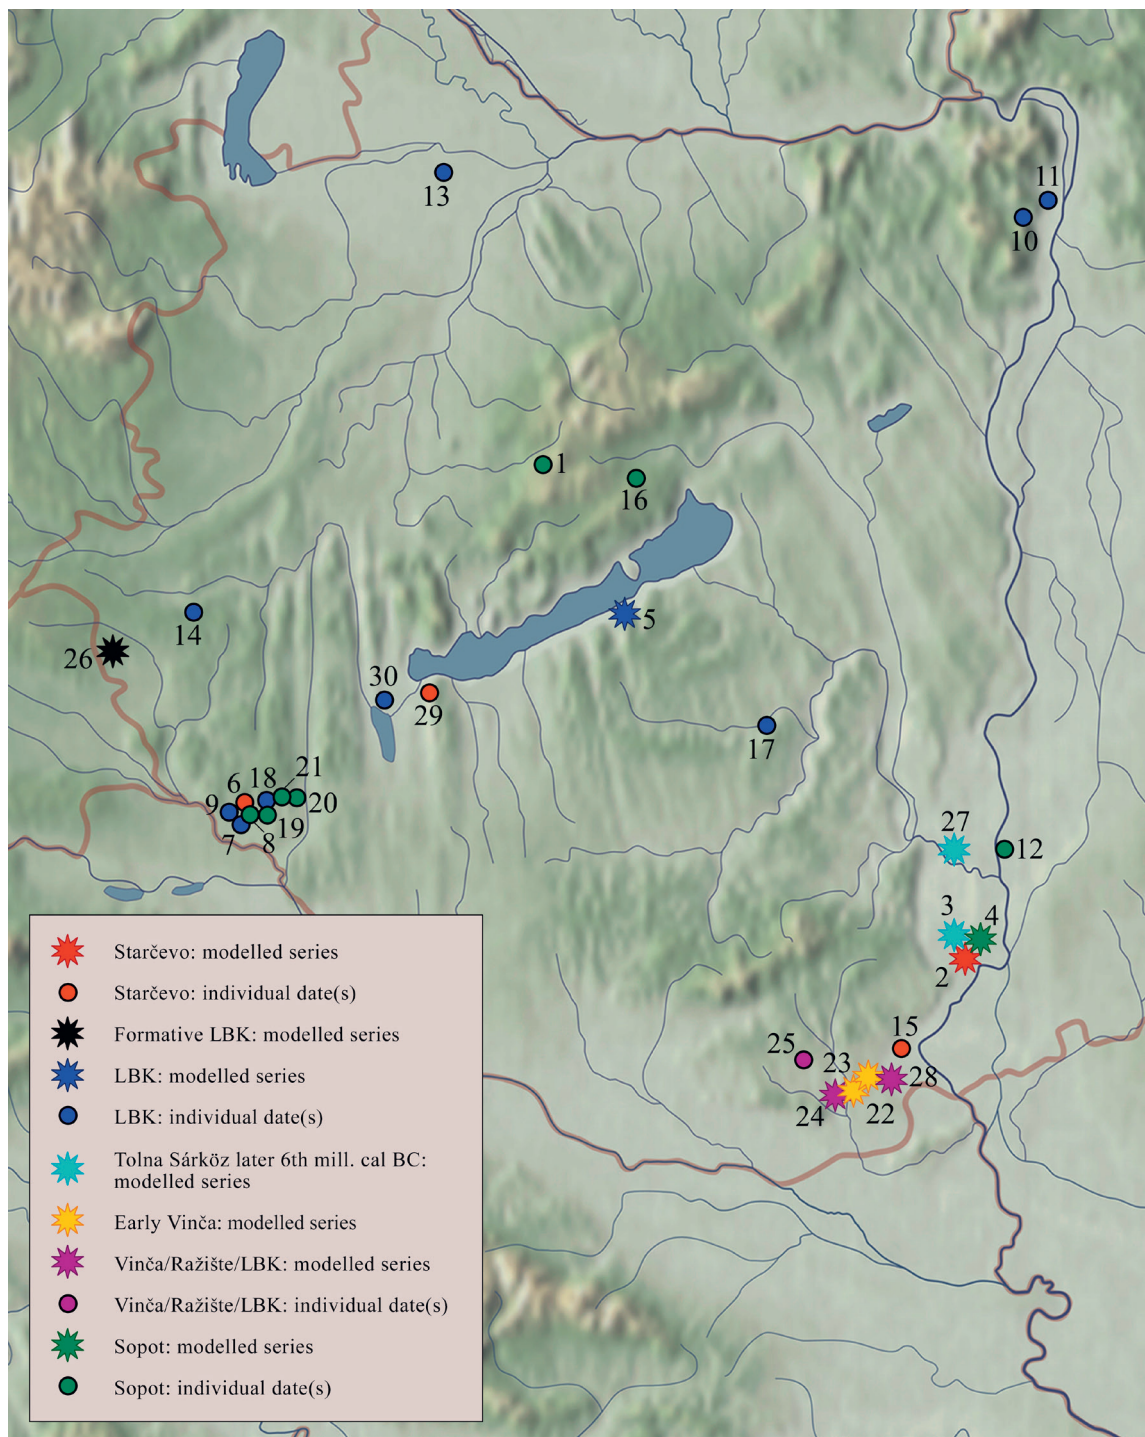 13
11
10
1
16
14
26
5
30
29
17
21
6
18
9
20
19
7
8
27
12
3
4
2
15
25
23
28
24
22
Starčevo: modelled series
Starčevo: individual date(s)
Formative LBK: modelled series
LBK: modelled series
LBK: individual date(s)
Tolna Sárköz later 6th mill. cal BC:
modelled series
Early Vinča: modelled series
Vinča/Ražište/LBK: modelled series
Vinča/Ražište/LBK: individual date(s)
Sopot: modelled series
Sopot: individual date(s)